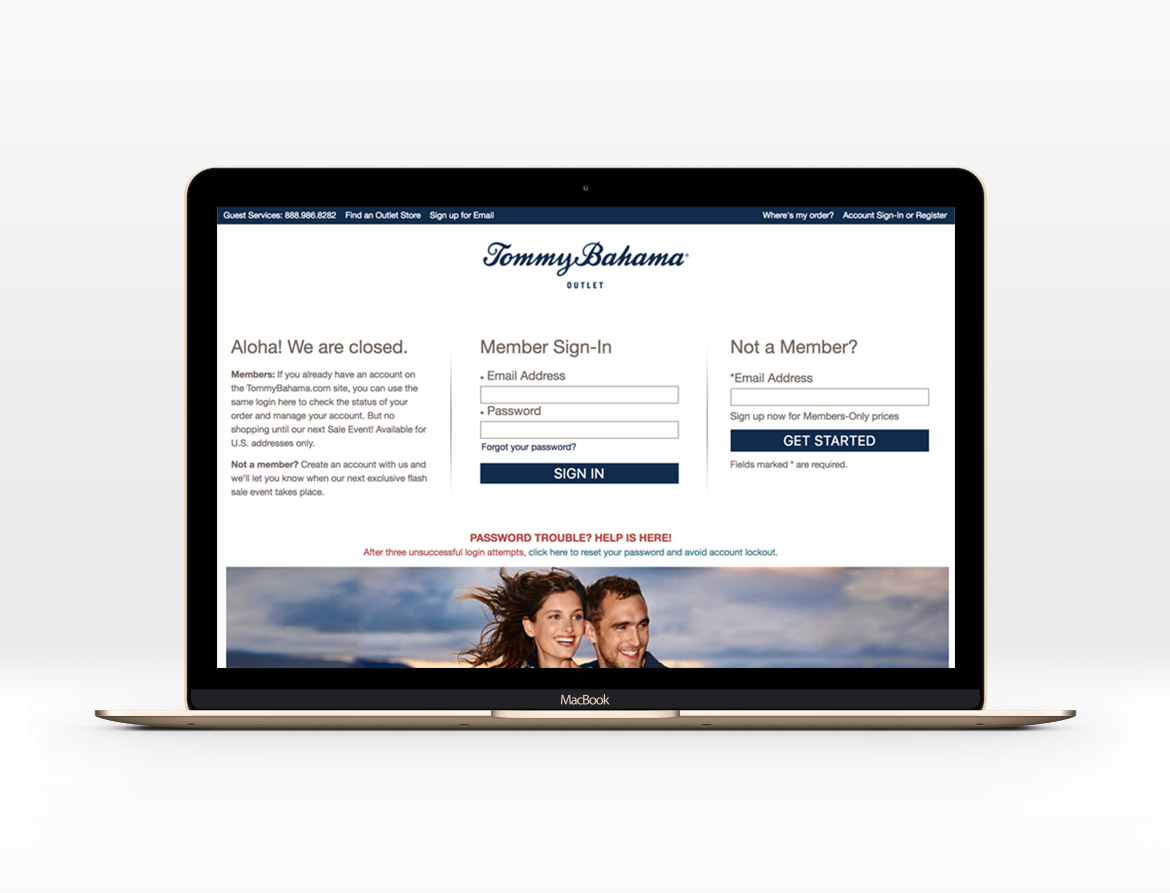 Guest Services: 888.986.8282 Find an Outlet Store Sign up for Email Where's my order? Account Sign-In or Register
Tommy Bahama®
OUTLET
Aloha! We are closed.
Members: If you already have an account on
the TommyBahama.com site, you can use the
same login here to check the status of your
order and manage your account. But no
shopping until our next Sale Event! Available for
U.S. addresses only.
Not a member? Create an account with us and
we'll let you know when our next exclusive flash
sale event takes place.
Member Sign-In
• Email Address
• Password
Forgot your password?
SIGN IN
Not a Member?
*Email Address
Sign up now for Members-Only prices
GET STARTED
Fields marked * are required.
PASSWORD TROUBLE? HELP IS HERE!
After three unsuccessful login attempts, click here to reset your password and avoid account lockout.
MacBook